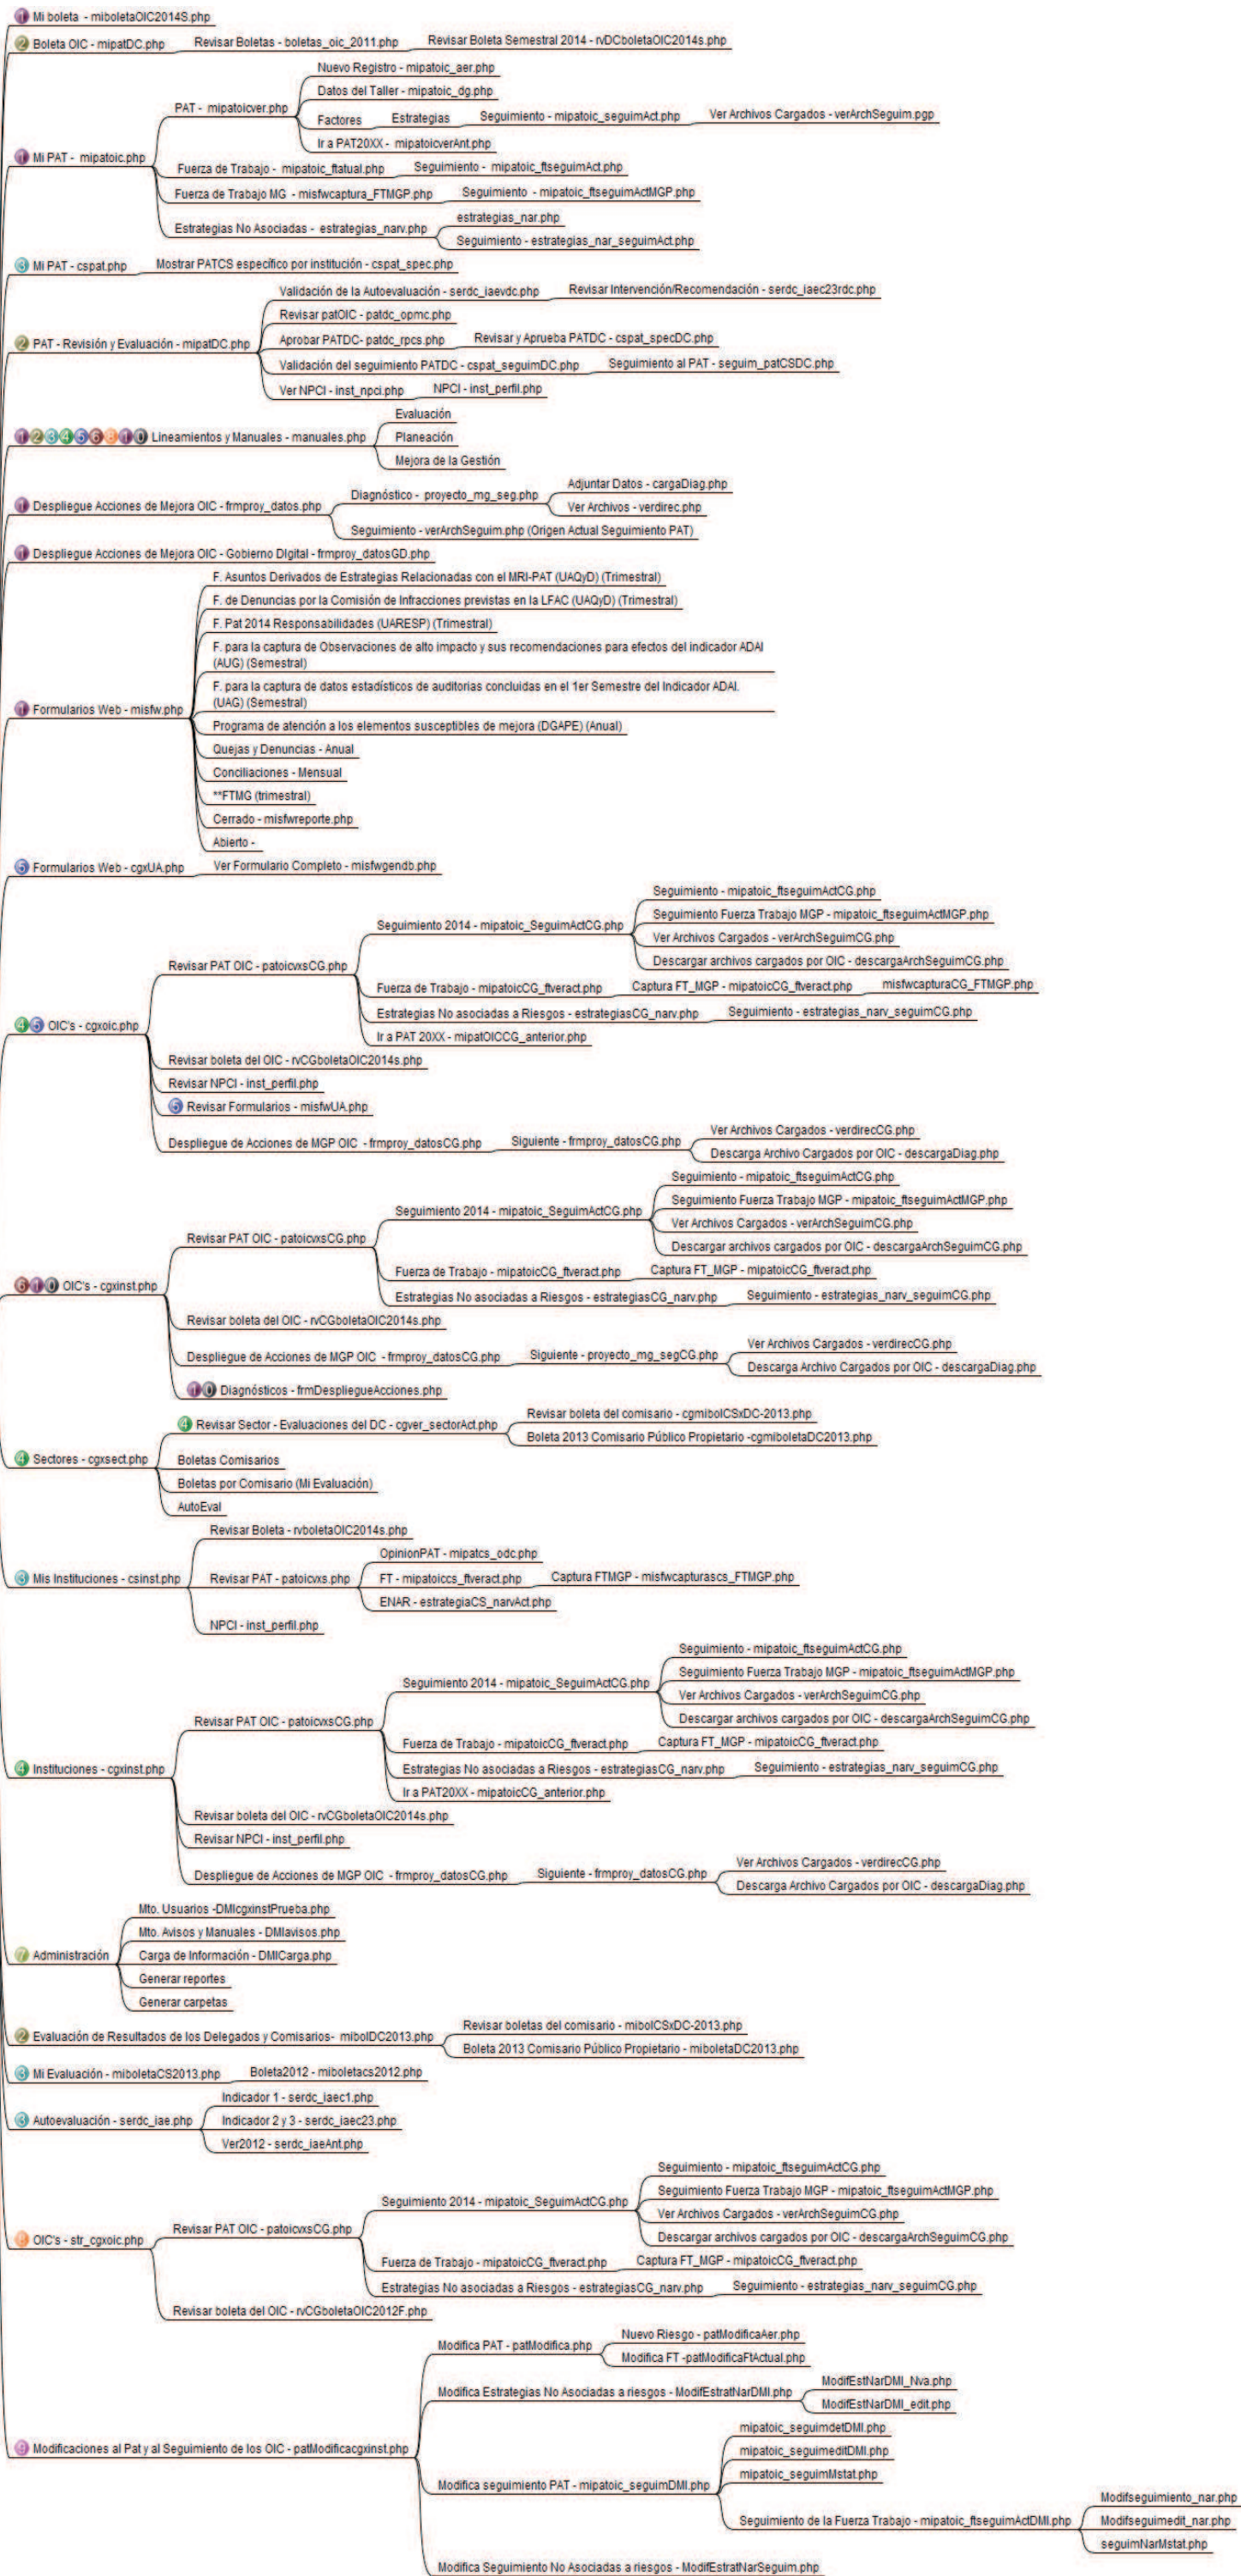 1 Mi boleta - miboletaOIC2014S.php
2 Boleta OIC - mipatDC.php
Revisar Boletas - boletas_oic_2011.php
Revisar Boleta Semestral 2014 - rvDCboletaOIC2014s.php
1 Mi PAT - mipatoic.php
PAT - mipatoicver.php
Nuevo Registro - mipatoic_aer.php
Datos del Taller - mipatoic_dg.php
Factores
Estrategias
Seguimiento - mipatoic_seguimAct.php
Ver Archivos Cargados - verArchSeguim.pgp
Ir a PAT20XX - mipatoicverAnt.php
Fuerza de Trabajo - mipatoic_ftatual.php
Seguimiento - mipatoic_ftseguimAct.php
Fuerza de Trabajo MG - misfwcaptura_FTMGP.php
Seguimiento - mipatoic_ftseguimActMGP.php
Estrategias No Asociadas - estrategias_narv.php
estrategias_nar.php
Seguimiento - estrategias_nar_seguimAct.php
3 Mi PAT - cspat.php
Mostrar PATCS específico por institución - cspat_spec.php
2 PAT - Revisión y Evaluación - mipatDC.php
Validación de la Autoevaluación - serdc_iaevdc.php
Revisar Intervención/Recomendación - serdc_iaec23rdc.php
Revisar patOIC - patdc_opmc.php
Aprobar PATDC- patdc_rpcs.php
Revisar y Aprueba PATDC - cspat_specDC.php
Validación del seguimiento PATDC - cspat_seguimDC.php
Seguimiento al PAT - seguim_patCSDC.php
Ver NPCI - inst_npci.php
NPCI - inst_perfil.php
1 2 3 4 5 6 8 1 0 Lineamientos y Manuales - manuales.php
Evaluación
Planeación
Mejora de la Gestión
1 Despliegue Acciones de Mejora OIC - frmproy_datos.php
Diagnóstico - proyecto_mg_seg.php
Adjuntar Datos - cargaDiag.php
Ver Archivos - verdirec.php
Seguimiento - verArchSeguim.php (Origen Actual Seguimiento PAT)
1 Despliegue Acciones de Mejora OIC - Gobierno Digital - frmproy_datosGD.php
1 Formularios Web - misfw.php
F. Asuntos Derivados de Estrategias Relacionadas con el MRI-PAT (UAQyD) (Trimestral)
F. de Denuncias por la Comisión de Infracciones previstas en la LFAC (UAQyD) (Trimestral)
F. Pat 2014 Responsabilidades (UARESP) (Trimestral)
F. para la captura de Observaciones de alto impacto y sus recomendaciones para efectos del indicador ADAI
(AUG) (Semestral)
F. para la captura de datos estadísticos de auditorias concluidas en el 1er Semestre del Indicador ADAI.
(UAG) (Semestral)
Programa de atención a los elementos susceptibles de mejora (DGAPE) (Anual)
Quejas y Denuncias - Anual
Conciliaciones - Mensual
**FTMG (trimestral)
Cerrado - misfwreporte.php
Abierto -
5 Formularios Web - cgxUA.php
Ver Formulario Completo - misfwgendb.php
4 5 OIC's - cgxoic.php
Revisar PAT OIC - patoicvxsCG.php
Seguimiento 2014 - mipatoic_SeguimActCG.php
Seguimiento - mipatoic_ftseguimActCG.php
Seguimiento Fuerza Trabajo MGP - mipatoic_ftseguimActMGP.php
Ver Archivos Cargados - verArchSeguimCG.php
Descargar archivos cargados por OIC - descargaArchSeguimCG.php
Fuerza de Trabajo - mipatoicCG_ftveract.php
Captura FT_MGP - mipatoicCG_ftveract.php
misfwcapturaCG_FTMGP.php
Estrategias No asociadas a Riesgos - estrategiasCG_narv.php
Seguimiento - estrategias_narv_seguimCG.php
Ir a PAT 20XX - mipatOICCG_anterior.php
Revisar boleta del OIC - rvCGboletaOIC2014s.php
Revisar NPCI - inst_perfil.php
5 Revisar Formularios - misfwUA.php
Despliegue de Acciones de MGP OIC - frmproy_datosCG.php
Siguiente - frmproy_datosCG.php
Ver Archivos Cargados - verdirecCG.php
Descarga Archivo Cargados por OIC - descargaDiag.php
6 1 0 OIC's - cgxinst.php
Revisar PAT OIC - patoicvxsCG.php
Seguimiento 2014 - mipatoic_SeguimActCG.php
Seguimiento - mipatoic_ftseguimActCG.php
Seguimiento Fuerza Trabajo MGP - mipatoic_ftseguimActMGP.php
Ver Archivos Cargados - verArchSeguimCG.php
Descargar archivos cargados por OIC - descargaArchSeguimCG.php
Fuerza de Trabajo - mipatoicCG_ftveract.php
Captura FT_MGP - mipatoicCG_ftveract.php
Estrategias No asociadas a Riesgos - estrategiasCG_narv.php
Seguimiento - estrategias_narv_seguimCG.php
Revisar boleta del OIC - rvCGboletaOIC2014s.php
Despliegue de Acciones de MGP OIC - frmproy_datosCG.php
Siguiente - proyecto_mg_segCG.php
Ver Archivos Cargados - verdirecCG.php
Descarga Archivo Cargados por OIC - descargaDiag.php
1 0 Diagnósticos - frmDespliegueAcciones.php
4 Sectores - cgxsect.php
4 Revisar Sector - Evaluaciones del DC - cgver_sectorAct.php
Revisar boleta del comisario - cgmibolCSxDC-2013.php
Boleta 2013 Comisario Público Propietario -cgmiboletaDC2013.php
Boletas Comisarios
Boletas por Comisario (Mi Evaluación)
AutoEval
3 Mis Instituciones - csinst.php
Revisar Boleta - rvboletaOIC2014s.php
Revisar PAT - patoicvxs.php
OpinionPAT - mipatcs_odc.php
FT - mipatoiccs_ftveract.php
Captura FTMGP - misfwcapturascs_FTMGP.php
ENAR - estrategiaCS_narvAct.php
NPCI - inst_perfil.php
4 Instituciones - cgxinst.php
Revisar PAT OIC - patoicvxsCG.php
Seguimiento 2014 - mipatoic_SeguimActCG.php
Seguimiento - mipatoic_ftseguimActCG.php
Seguimiento Fuerza Trabajo MGP - mipatoic_ftseguimActMGP.php
Ver Archivos Cargados - verArchSeguimCG.php
Descargar archivos cargados por OIC - descargaArchSeguimCG.php
Fuerza de Trabajo - mipatoicCG_ftveract.php
Captura FT_MGP - mipatoicCG_ftveract.php
Estrategias No asociadas a Riesgos - estrategiasCG_narv.php
Seguimiento - estrategias_narv_seguimCG.php
Ir a PAT20XX - mipatoicCG_anterior.php
Revisar boleta del OIC - rvCGboletaOIC2014s.php
Revisar NPCI - inst_perfil.php
Despliegue de Acciones de MGP OIC - frmproy_datosCG.php
Siguiente - frmproy_datosCG.php
Ver Archivos Cargados - verdirecCG.php
Descarga Archivo Cargados por OIC - descargaDiag.php
7 Administración
Mto. Usuarios -DMIcgxinstPrueba.php
Mto. Avisos y Manuales - DMIavisos.php
Carga de Información - DMICarga.php
Generar reportes
Generar carpetas
2 Evaluación de Resultados de los Delegados y Comisarios- mibolDC2013.php
Revisar boletas del comisario - mibolCSxDC-2013.php
Boleta 2013 Comisario Público Propietario - miboletaDC2013.php
3 Mi Evaluación - miboletaCS2013.php
Boleta2012 - miboletacs2012.php
3 Autoevaluación - serdc_iae.php
Indicador 1 - serdc_iaec1.php
Indicador 2 y 3 - serdc_iaec23.php
Ver2012 - serdc_iaeAnt.php
8 OIC's - str_cgxoic.php
Revisar PAT OIC - patoicvxsCG.php
Seguimiento 2014 - mipatoic_SeguimActCG.php
Seguimiento - mipatoic_ftseguimActCG.php
Seguimiento Fuerza Trabajo MGP - mipatoic_ftseguimActMGP.php
Ver Archivos Cargados - verArchSeguimCG.php
Descargar archivos cargados por OIC - descargaArchSeguimCG.php
Fuerza de Trabajo - mipatoicCG_ftveract.php
Captura FT_MGP - mipatoicCG_ftveract.php
Estrategias No asociadas a Riesgos - estrategiasCG_narv.php
Seguimiento - estrategias_narv_seguimCG.php
Revisar boleta del OIC - rvCGboletaOIC2012F.php
9 Modificaciones al Pat y al Seguimiento de los OIC - patModificacgxinst.php
Modifica PAT - patModifica.php
Nuevo Riesgo - patModificaAer.php
Modifica FT -patModificaFtActual.php
Modifica Estrategias No Asociadas a riesgos - ModifEstratNarDMI.php
ModifEstNarDMI_Nva.php
ModifEstNarDMI_edit.php
Modifica seguimiento PAT - mipatoic_seguimDMI.php
mipatoic_seguimdetDMI.php
mipatoic_seguimeditDMI.php
mipatoic_seguimMstat.php
Seguimiento de la Fuerza Trabajo - mipatoic_ftseguimActDMI.php
Modifseguimiento_nar.php
Modifseguimedit_nar.php
seguimNarMstat.php
Modifica Seguimiento No Asociadas a riesgos - ModifEstratNarSeguim.php